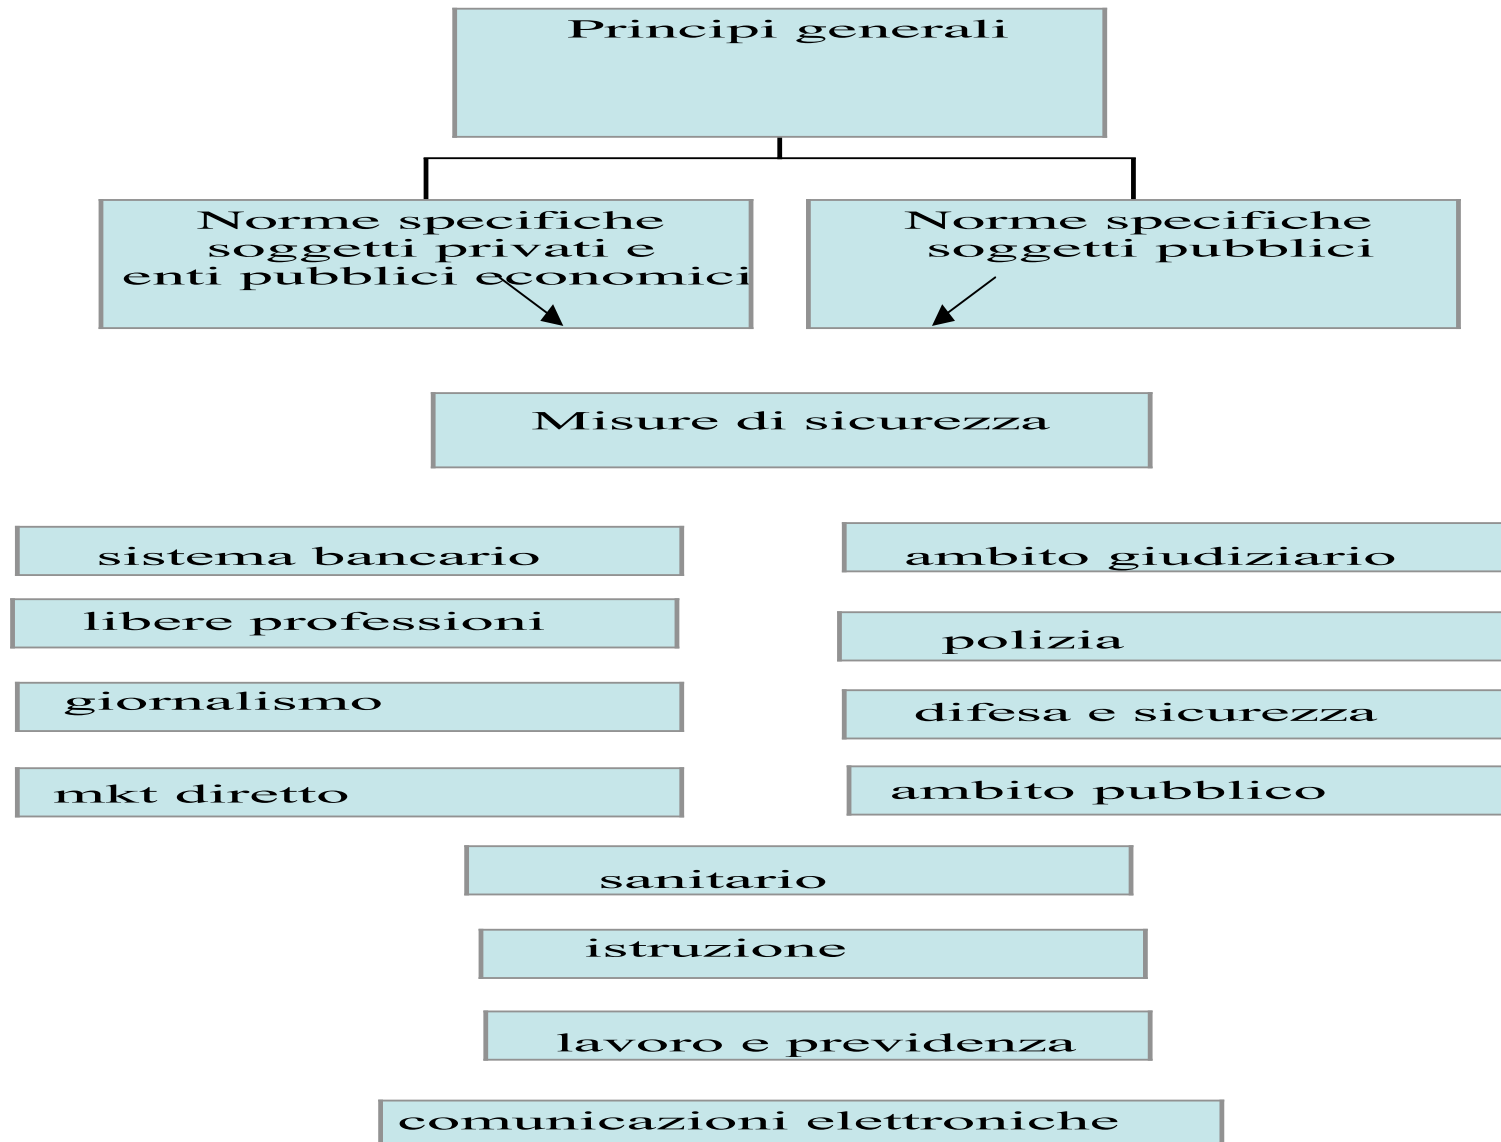 Principi generali
Norme specifiche
soggetti privati e
enti pubblici economici
Norme specifiche
soggetti pubblici
Misure di sicurezza
sistema bancario
libere professioni
giornalismo
mkt diretto
ambito giudiziario
polizia
difesa e sicurezza
ambito pubblico
sanitario
istruzione
lavoro e previdenza
comunicazioni elettroniche